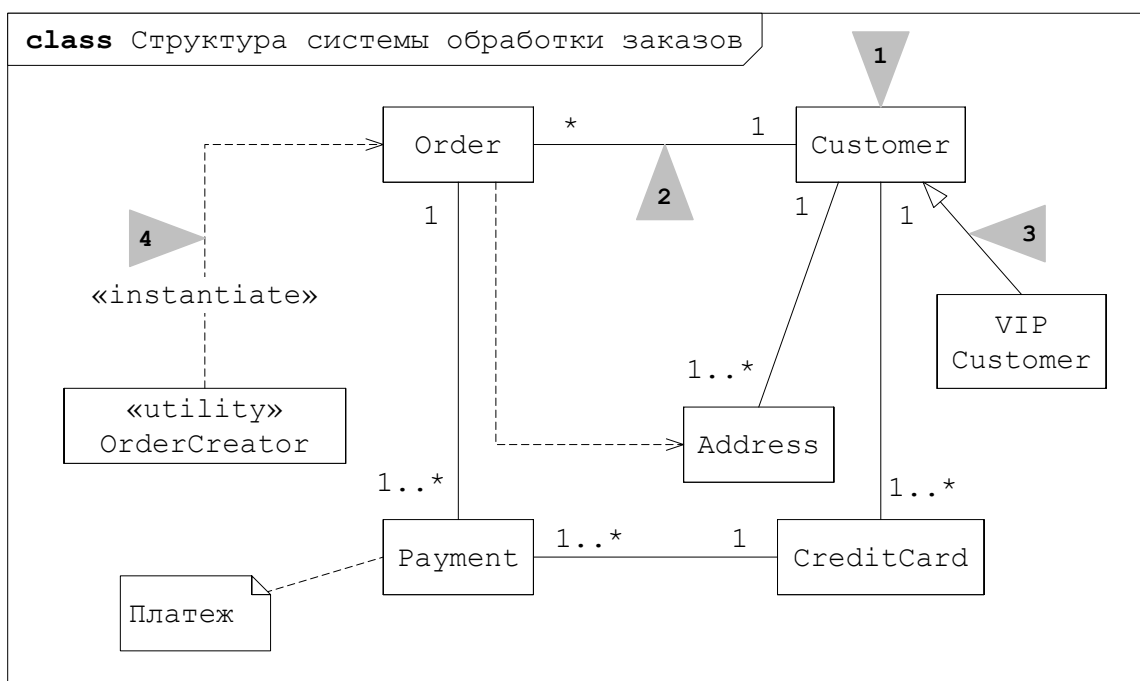 class Структура системы обработки заказов
1
Order
*
1
Customer
2
1
1
1
3
4
«instantiate»
VIP
Customer
1..*
«utility»
OrderCreator
Address
1..*
1..*
Payment
1..*
1
CreditCard
Платеж